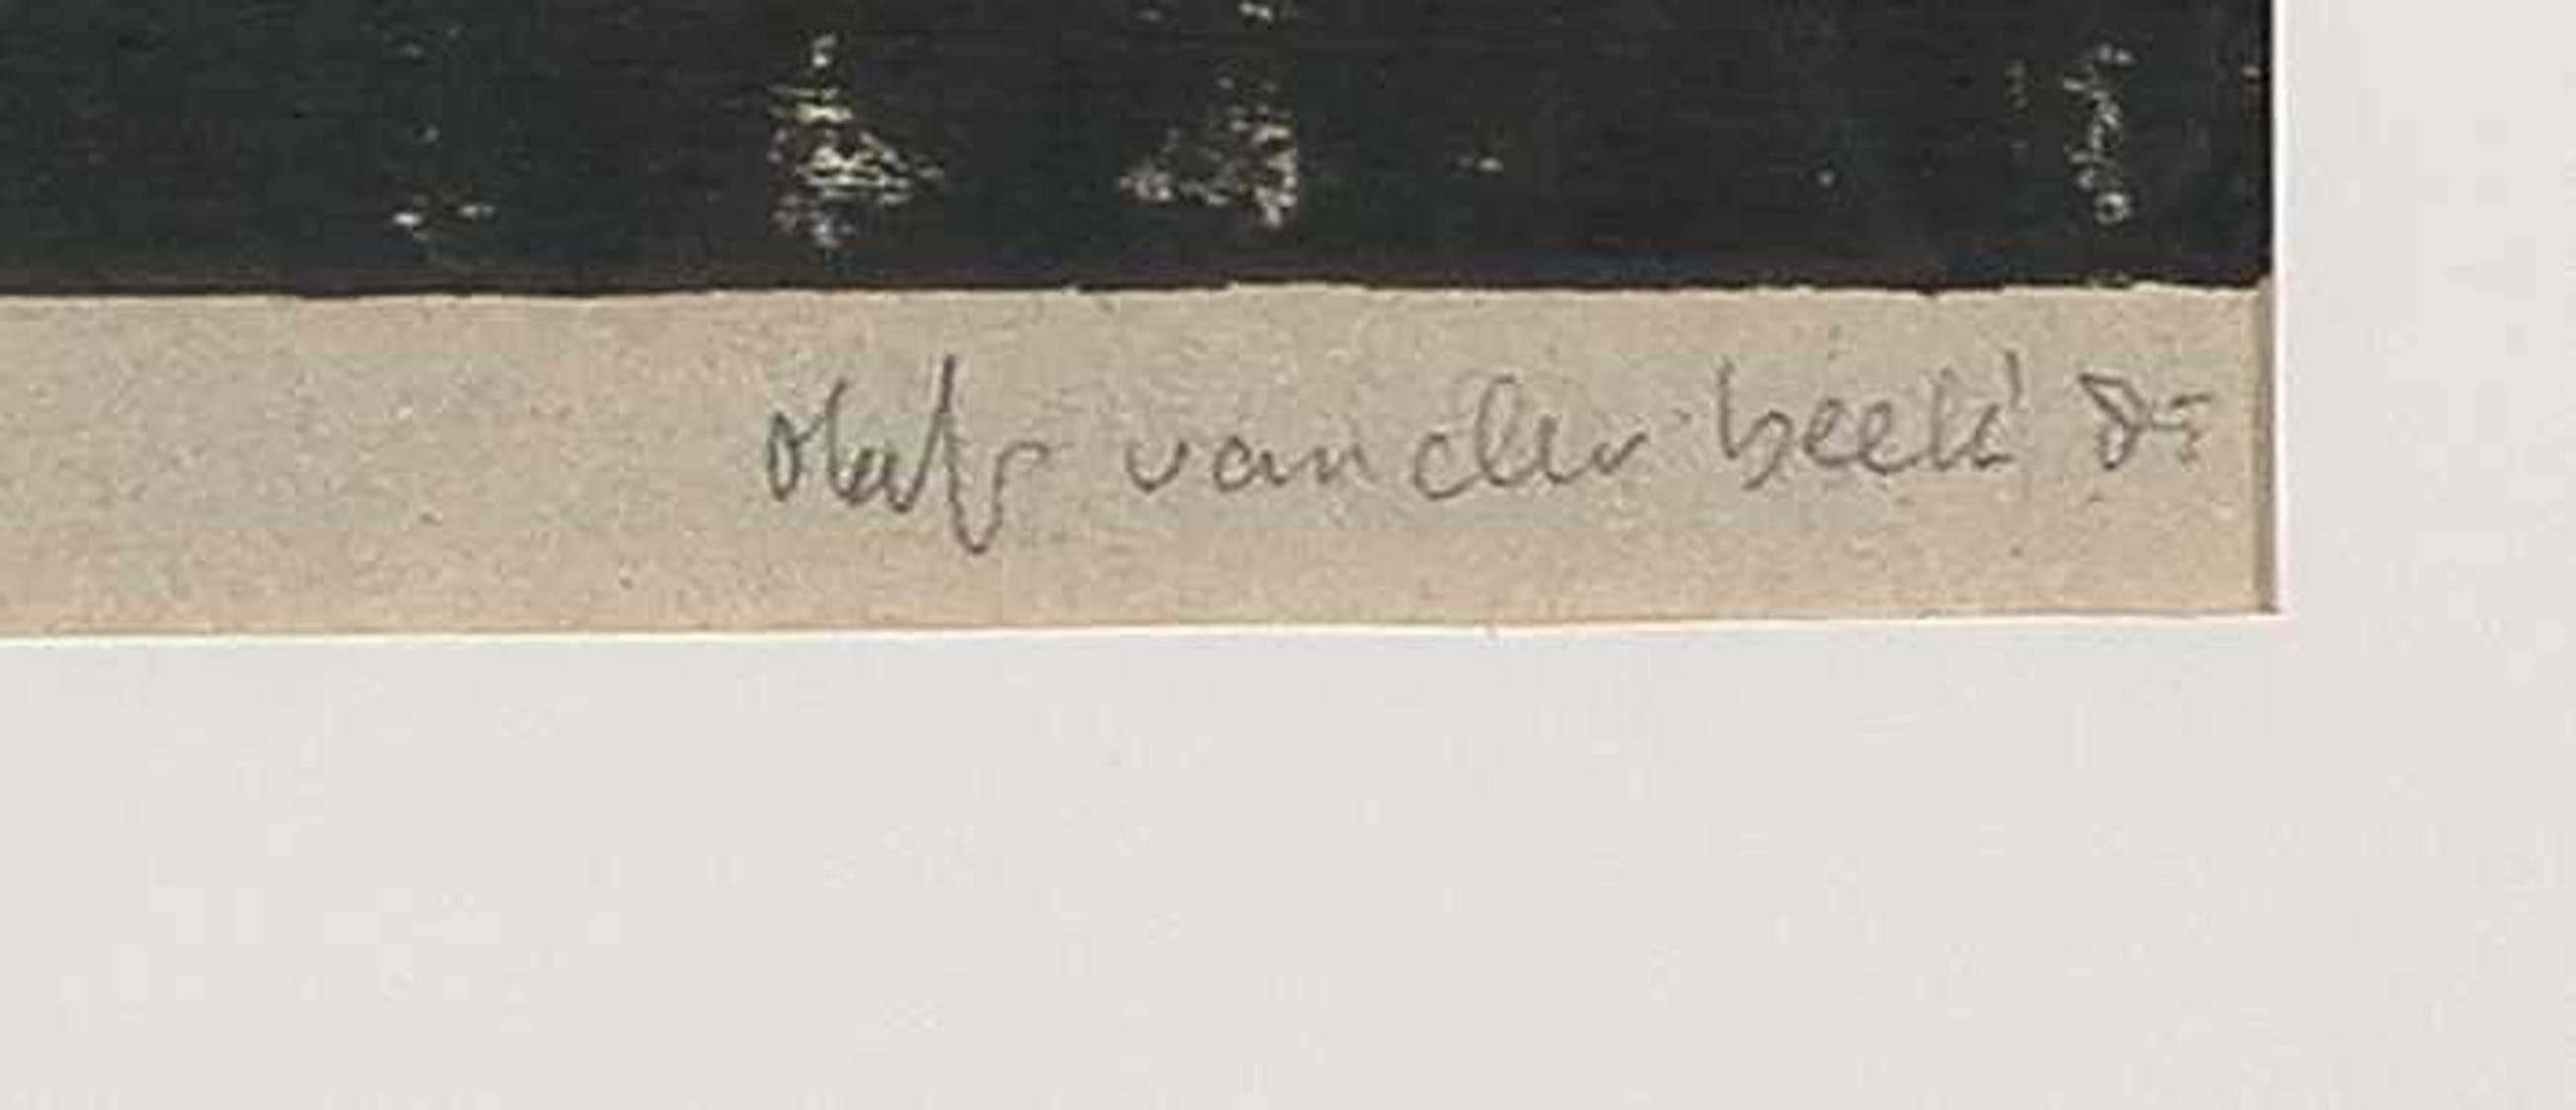 olaf van der beek '85